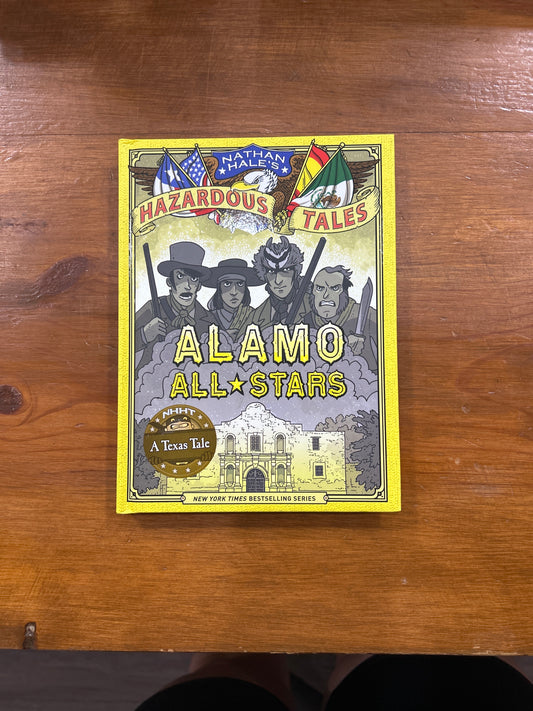 NATHAN
HALE'S
HAZARDOUS TALES
ALAMO
ALL★STARS
NHHT
A Texas Tale
NEW YORK TIMES BESTSELLING SERIES